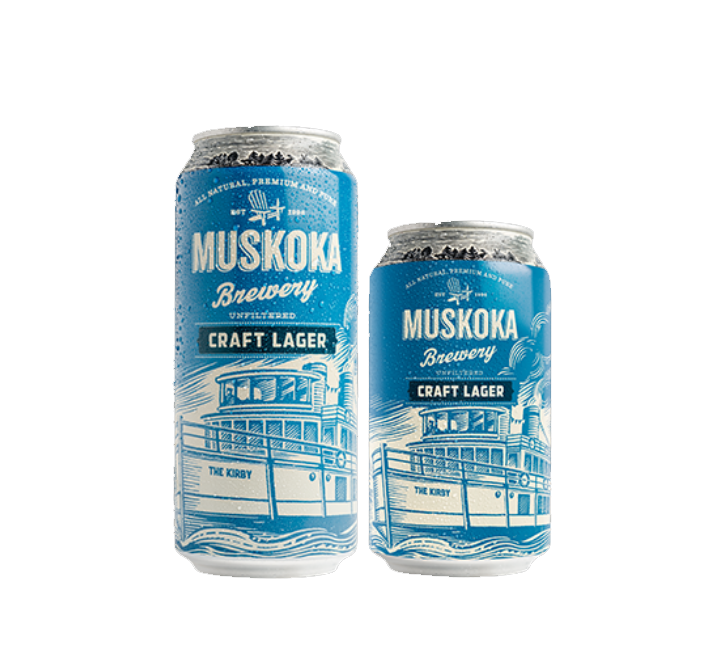 ALL NATURAL, PREMIUM AND PURE
EST 1996
MUSKOKA
Brewery
UNFILTERED
CRAFT LAGER
THE KIRBY
ALL NATURAL, PREMIUM AND PURE
EST 1996
MUSKOKA
Brewery
UNFILTERED
CRAFT LAGER
THE KIRBY